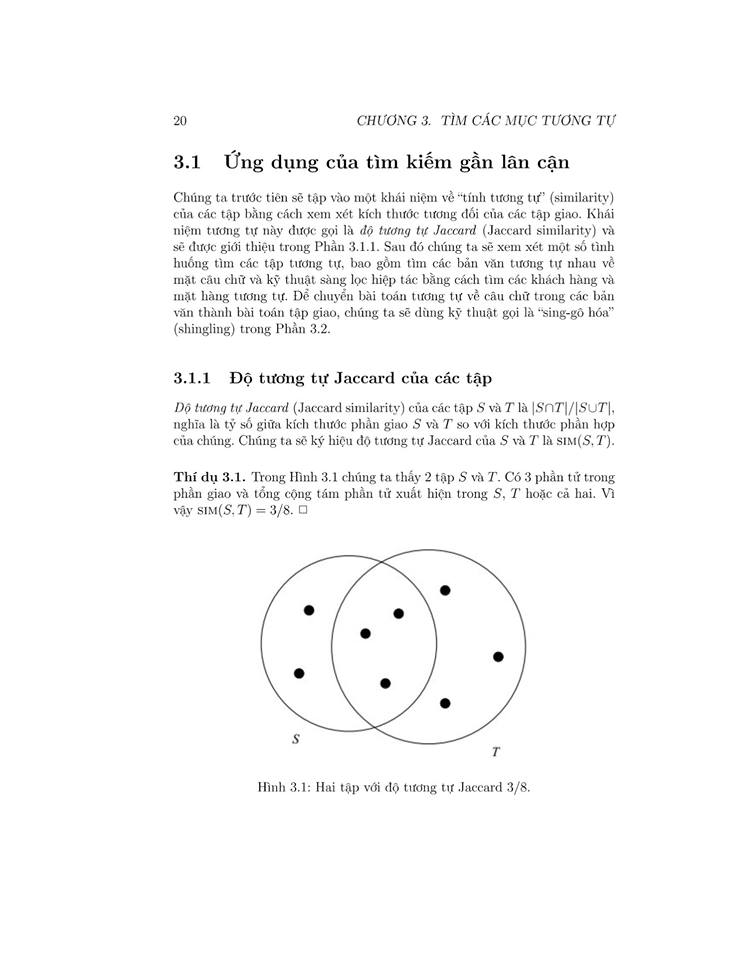 20 CHƯƠNG 3. TÌM CÁC MỤC TƯƠNG TỰ
3.1 Ứng dụng của tìm kiếm gần lân cận
Chúng ta trước tiên sẽ tập vào một khái niệm về “tính tương tự” (similarity)
của các tập bằng cách xem xét kích thước tương đối của các tập giao. Khái
niệm tương tự này được gọi là độ tương tự Jaccard (Jaccard similarity) và
sẽ được giới thiệu trong Phần 3.1.1. Sau đó chúng ta sẽ xem xét một số tình
huống tìm các tập tương tự, bao gồm tìm các bản văn tương tự nhau về
mặt câu chữ và kỹ thuật sàng lọc hiệp tác bằng cách tìm các khách hàng và
mặt hàng tương tự. Để chuyển bài toán tương tự về câu chữ trong các bản
văn thành bài toán tập giao, chúng ta sẽ dùng kỹ thuật gọi là “sing-gô hóa”
(shingling) trong Phần 3.2.
3.1.1 Độ tương tự Jaccard của các tập
Độ tương tự Jaccard (Jaccard similarity) của các tập S và T là |S∩T|/|S∪T|,
nghĩa là tỷ số giữa kích thước phần giao S và T so với kích thước phần hợp
của chúng. Chúng ta sẽ ký hiệu độ tương tự Jaccard của S và T là SIM(S, T).
Thí dụ 3.1. Trong Hình 3.1 chúng ta thấy 2 tập S và T. Có 3 phần tử trong
phần giao và tổng cộng tám phần tử xuất hiện trong S, T hoặc cả hai. Vì
vậy SIM(S, T) = 3/8. □
S
T
Hình 3.1: Hai tập với độ tương tự Jaccard 3/8.